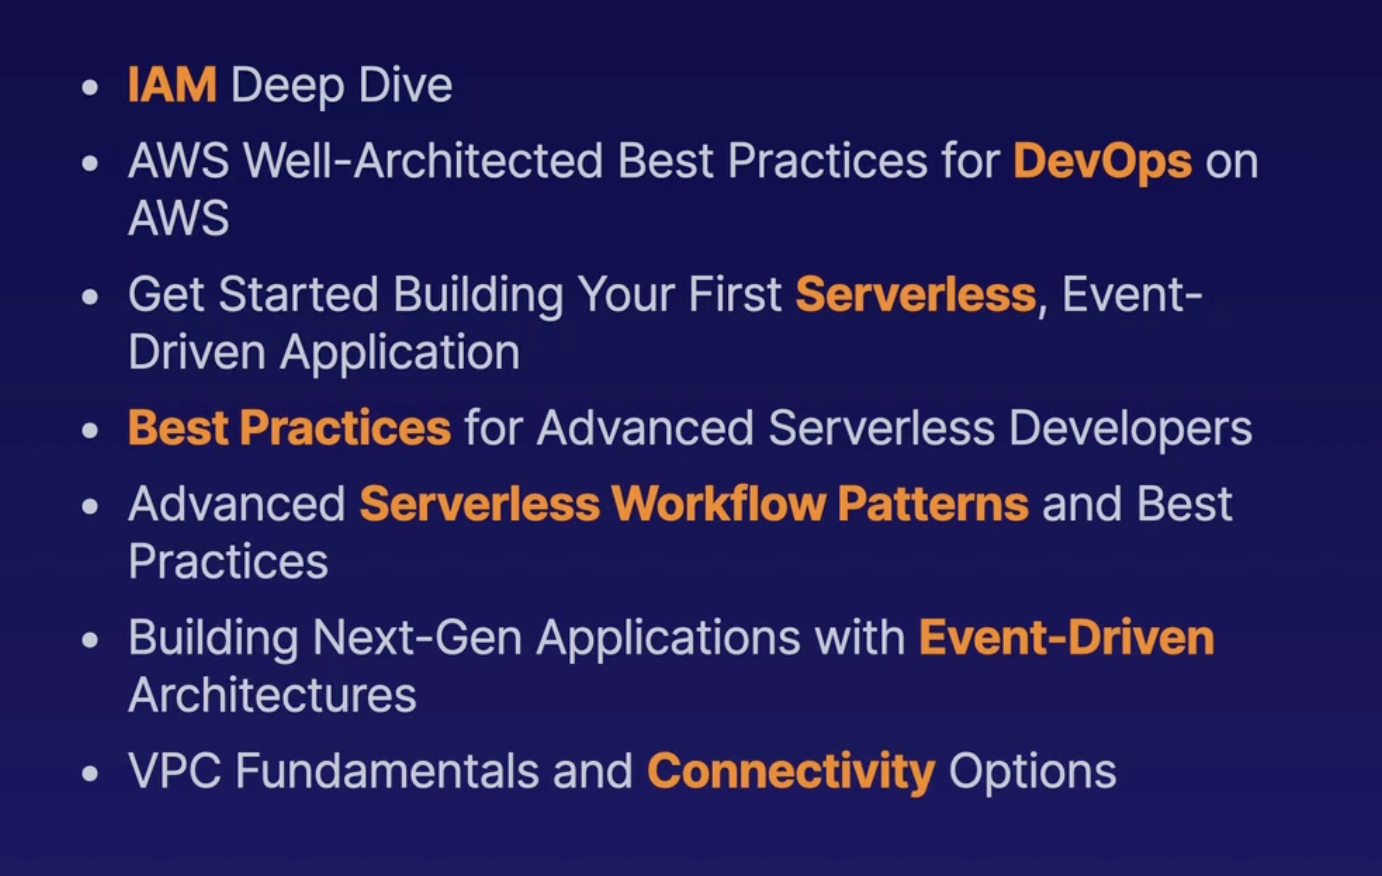 • IAM Deep Dive
• AWS Well-Architected Best Practices for DevOps on
AWS
• Get Started Building Your First Serverless, Event-
Driven Application
• Best Practices for Advanced Serverless Developers
• Advanced Serverless Workflow Patterns and Best
Practices
• Building Next-Gen Applications with Event-Driven
Architectures
• VPC Fundamentals and Connectivity Options